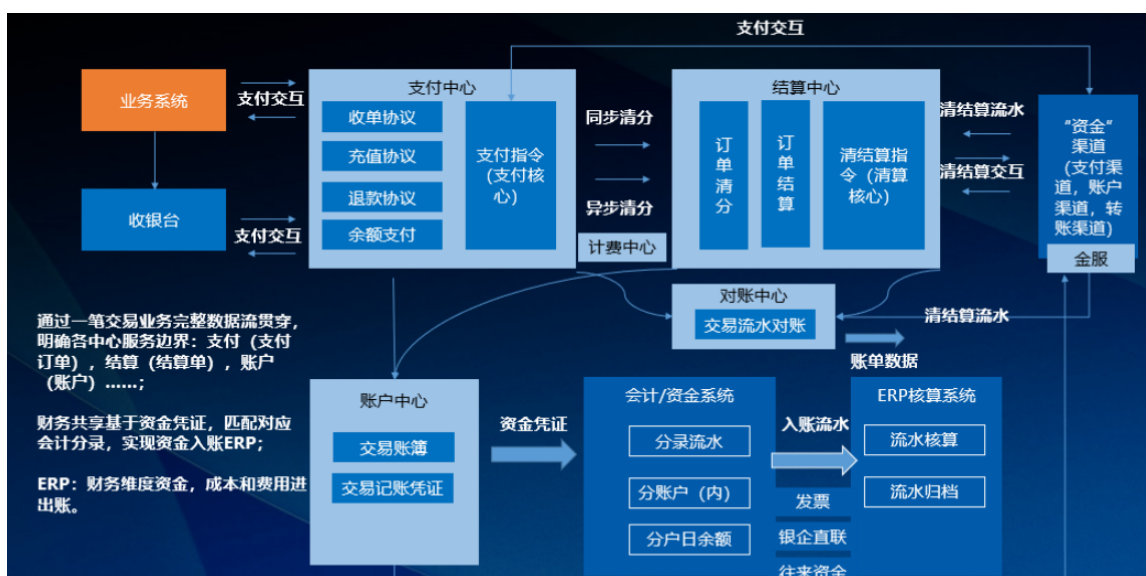 支付交互
业务系统
支付交互
收银台
支付交互
支付中心
收单协议
充值协议
退款协议
余额支付
支付指令
(支付核
心)
同步清分
异步清分
计费中心
结算中心
订单清分
订单结算
清结算指
令（清算
核心）
清结算流水
清结算交互
"资金"
渠道
(支付渠
道，账户
渠道，转
账渠道)
金服
对账中心
交易流水对账
清结算流水
账单数据
通过一笔交易业务完整数据流贯穿，
明确各中心服务边界：支付（支付
订单），结算（结算单），账户
（账户）……；
财务共享基于资金凭证，匹配对应
会计分录，实现资金入账ERP；
ERP：财务维度资金，成本和费用进
出账。
账户中心
交易账簿
交易记账凭证
资金凭证
会计/资金系统
分录流水
分账户（内）
分户日余额
入账流水
发票
银企直联
往来资金
ERP核算系统
流水核算
流水归档